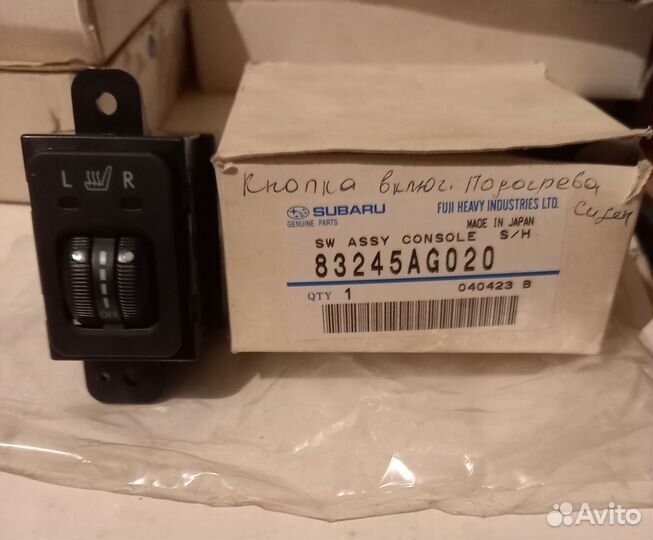 L R
OFF
Кнопка включ. Подогрева
сиден
SUBARU
GENUINE PARTS
FUJI HEAVY INDUSTRIES LTD.
MADE IN JAPAN
SW ASSY CONSOLE S/H
83245AG020
QTY 1
040423 B
Avito